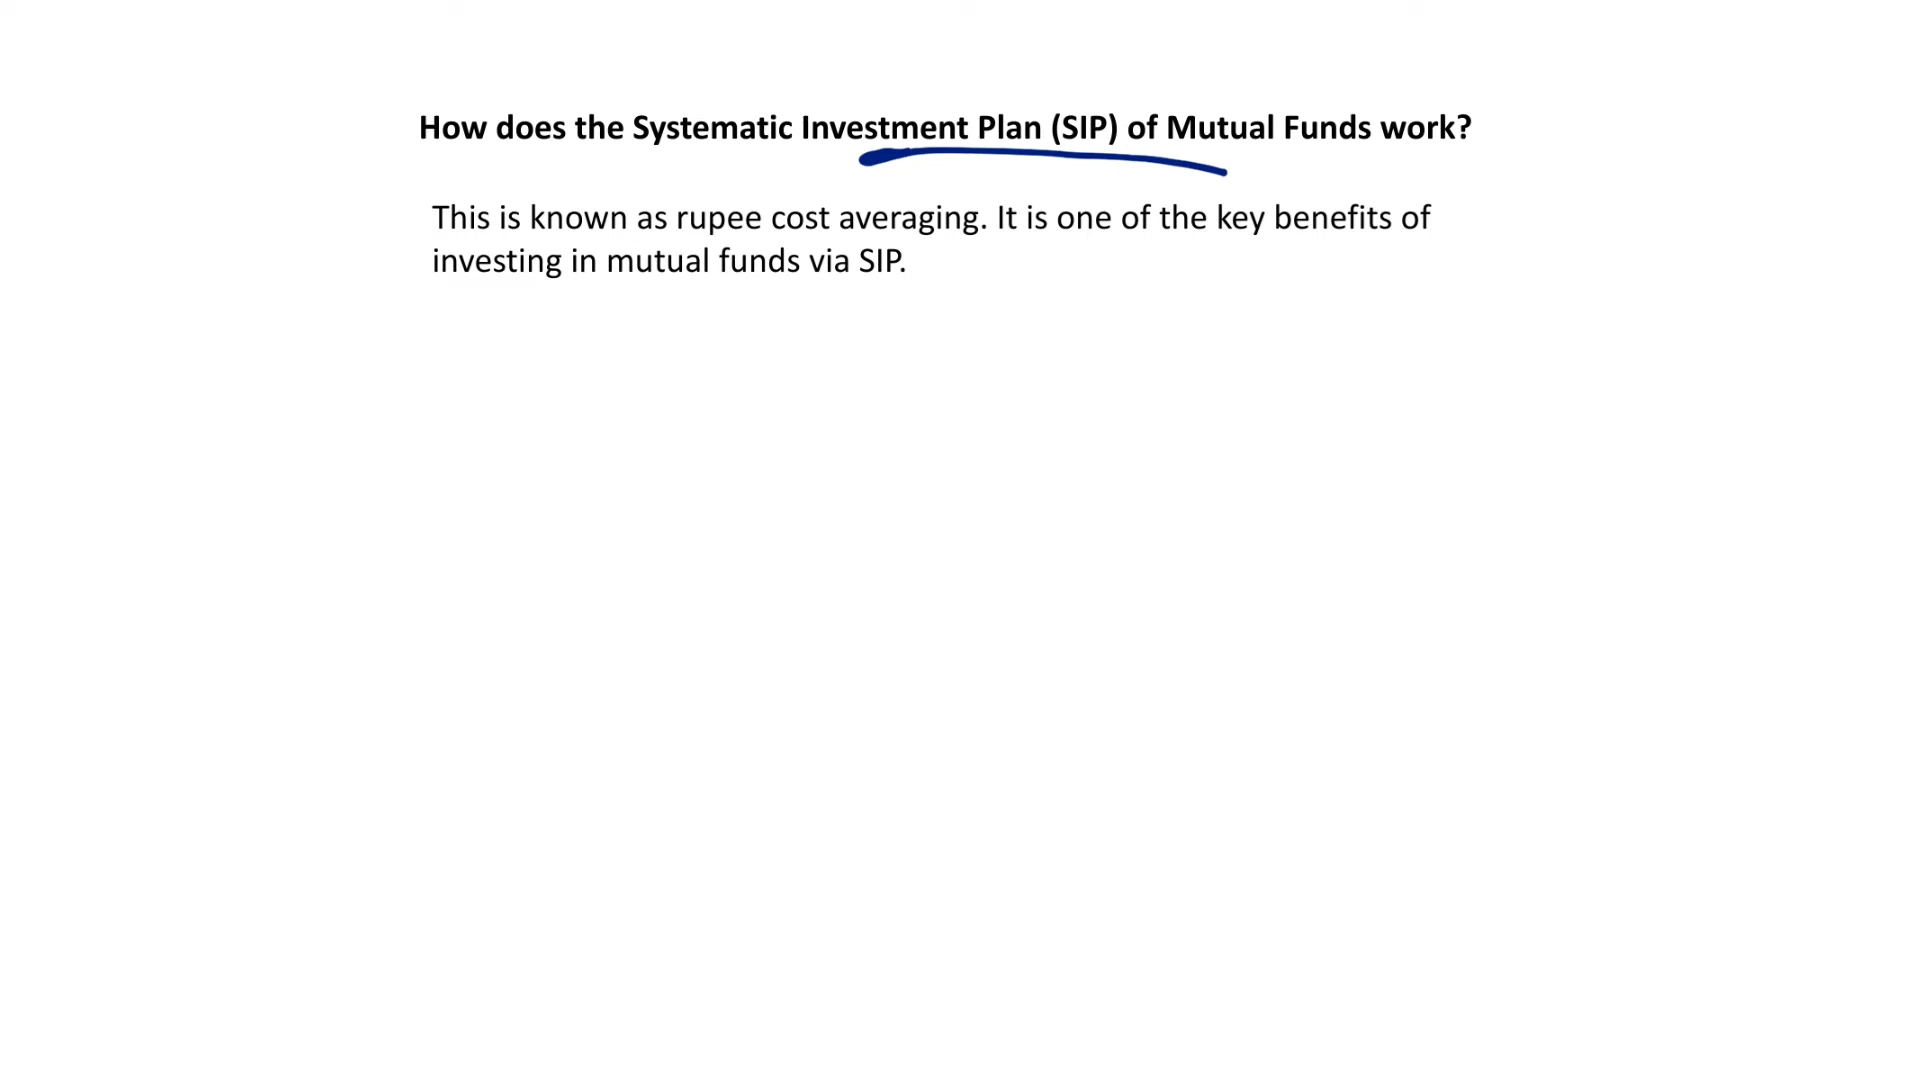 How does the Systematic Investment Plan (SIP) of Mutual Funds work?
This is known as rupee cost averaging. It is one of the key benefits of
investing in mutual funds via SIP.